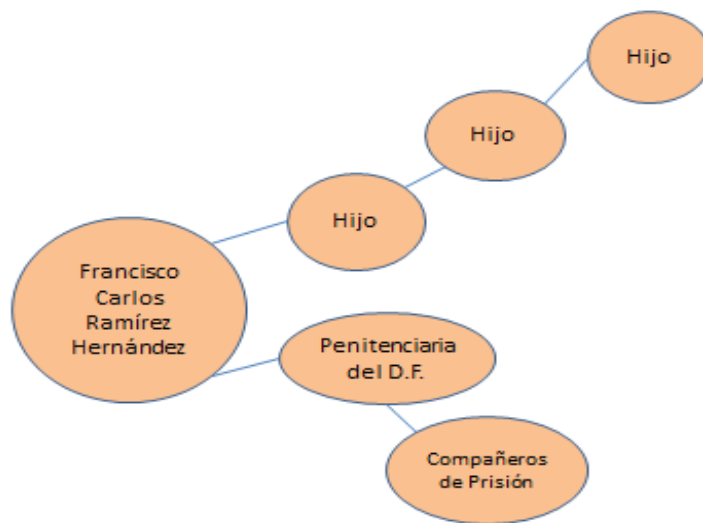 Hijo
Hijo
Hijo
Francisco
Carlos
Ramírez
Hernández
Penitenciaria
del D.F.
Compañeros
de Prisión